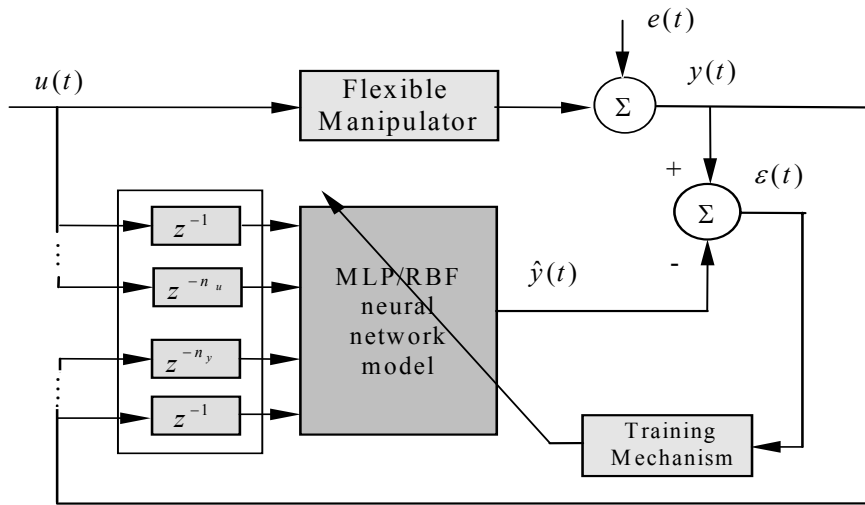 e(t)
u(t)
y(t)
Flexible
Manipulator
Σ
+
ε(t)
Σ
-
z⁻¹
z^{-n_u}
z^{-n_y}
z⁻¹
MLP/RBF
neural
network
model
ŷ(t)
Training
Mechanism